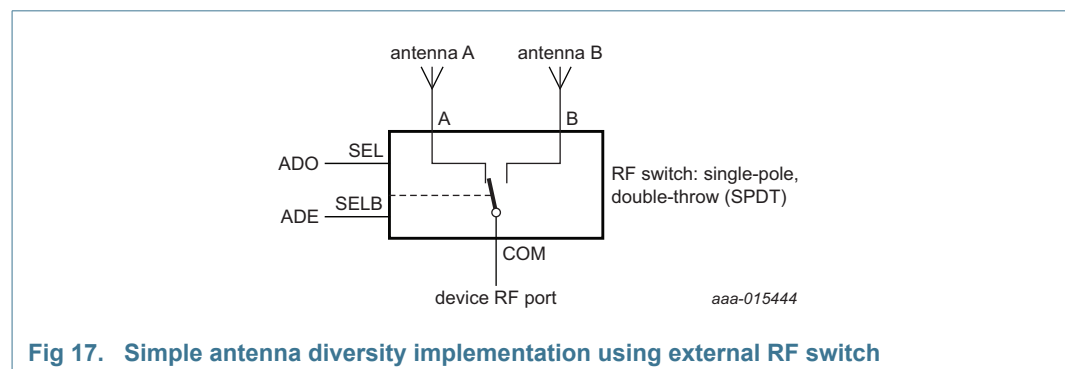 antenna A
antenna B
A
B
SEL
ADO
SELB
ADE
RF switch: single-pole,
double-throw (SPDT)
COM
device RF port
aaa-015444
Fig 17. Simple antenna diversity implementation using external RF switch